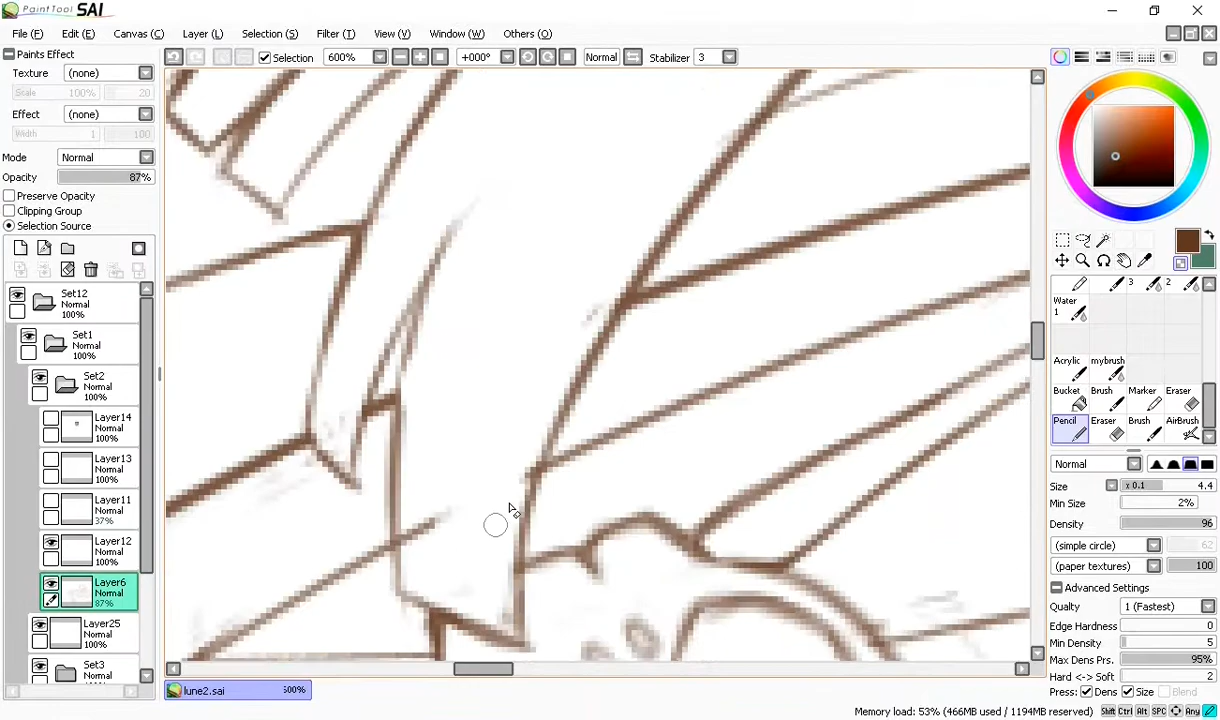 PaintTool SAI
File (F) Edit (E) Canvas (C) Layer (L) Selection (S) Filter (T) View (V) Window (W) Others (O)
Paints Effect
Selection 600% +000° Normal Stabilizer 3
Texture (none)
Scale 100% 20
Effect (none)
Width 1 100
Mode Normal
Opacity 87%
Preserve Opacity
Clipping Group
Selection Source
Set12
Normal
100%
Set1
Normal
100%
Set2
Normal
100%
Layer14
Normal
100%
Layer13
Normal
100%
Layer11
Normal
37%
Layer12
Normal
100%
Layer6
Normal
87%
Layer25
Normal
100%
Set3
Normal
100%
3 2
Water
1
Acrylic mybrush
Bucket Brush Marker Eraser
Pencil Eraser Brush AirBrush
Normal
Size x 0.1 4.4
Min Size 2%
Density 96
(simple circle) 62
(paper textures) 100
Advanced Settings
Qualty 1 (Fastest)
Edge Hardness 0
Min Density 5
Max Dens Prs. 95%
Hard <-> Soft 2
Press: Dens Size Blend
lune2.sai 600%
Memory load: 53% (466MB used / 1194MB reserved) Shift Ctrl Alt SPC Any